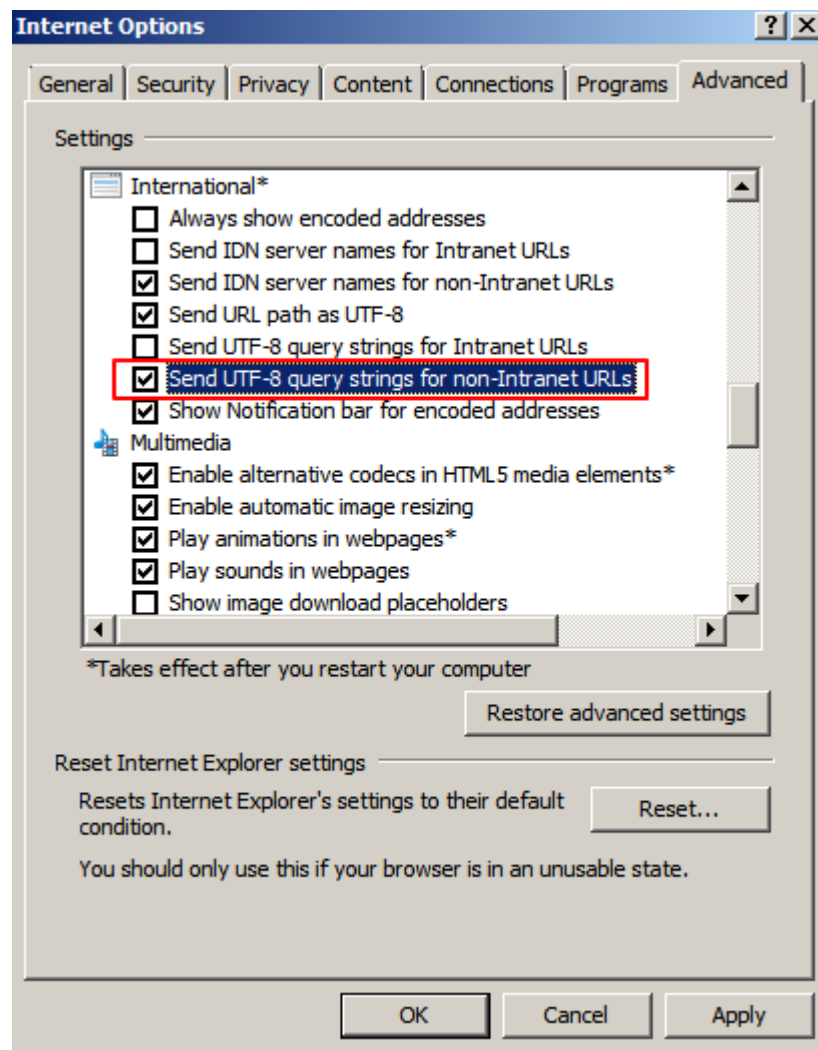 Internet Options
General Security Privacy Content Connections Programs Advanced
Settings
International*
Always show encoded addresses
Send IDN server names for Intranet URLs
Send IDN server names for non-Intranet URLs
Send URL path as UTF-8
Send UTF-8 query strings for Intranet URLs
Send UTF-8 query strings for non-Intranet URLs
Show Notification bar for encoded addresses
Multimedia
Enable alternative codecs in HTML5 media elements*
Enable automatic image resizing
Play animations in webpages*
Play sounds in webpages
Show image download placeholders
*Takes effect after you restart your computer
Restore advanced settings
Reset Internet Explorer settings
Resets Internet Explorer's settings to their default
condition.
Reset...
You should only use this if your browser is in an unusable state.
OK Cancel Apply